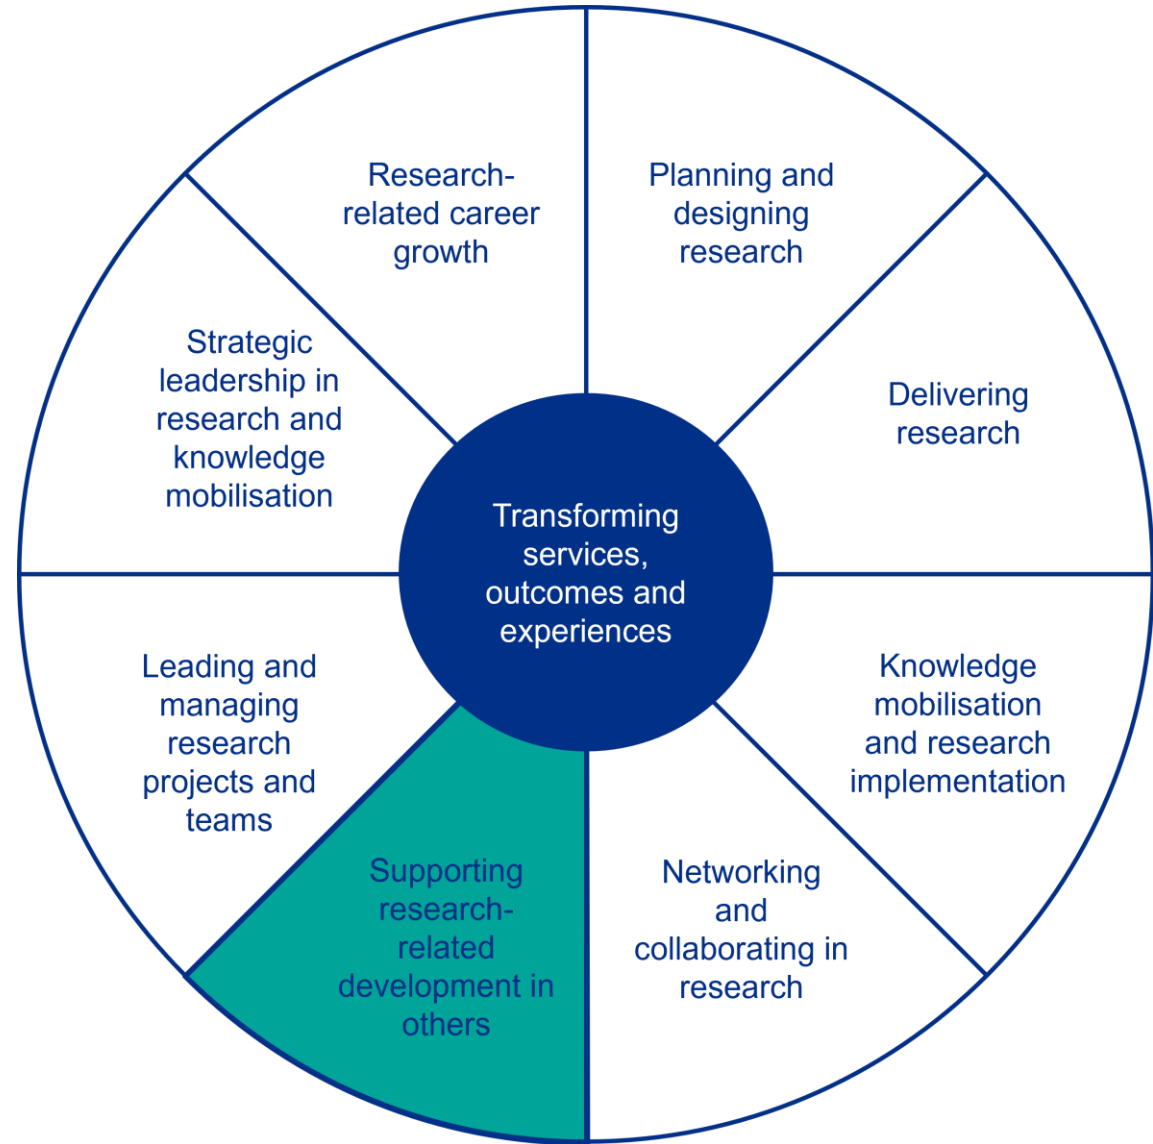 Research-
related career
growth
Planning and
designing
research
Delivering
research
Knowledge
mobilisation
and research
implementation
Networking
and
collaborating in
research
Supporting
research-
related
development in
others
Leading and
managing
research
projects and
teams
Strategic
leadership in
research and
knowledge
mobilisation
Transforming
services,
outcomes and
experiences